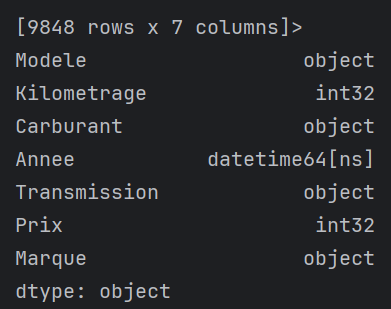 [9848 rows x 7 columns]>
Modele object
Kilometrage int32
Carburant object
Annee datetime64[ns]
Transmission object
Prix int32
Marque object
dtype: object